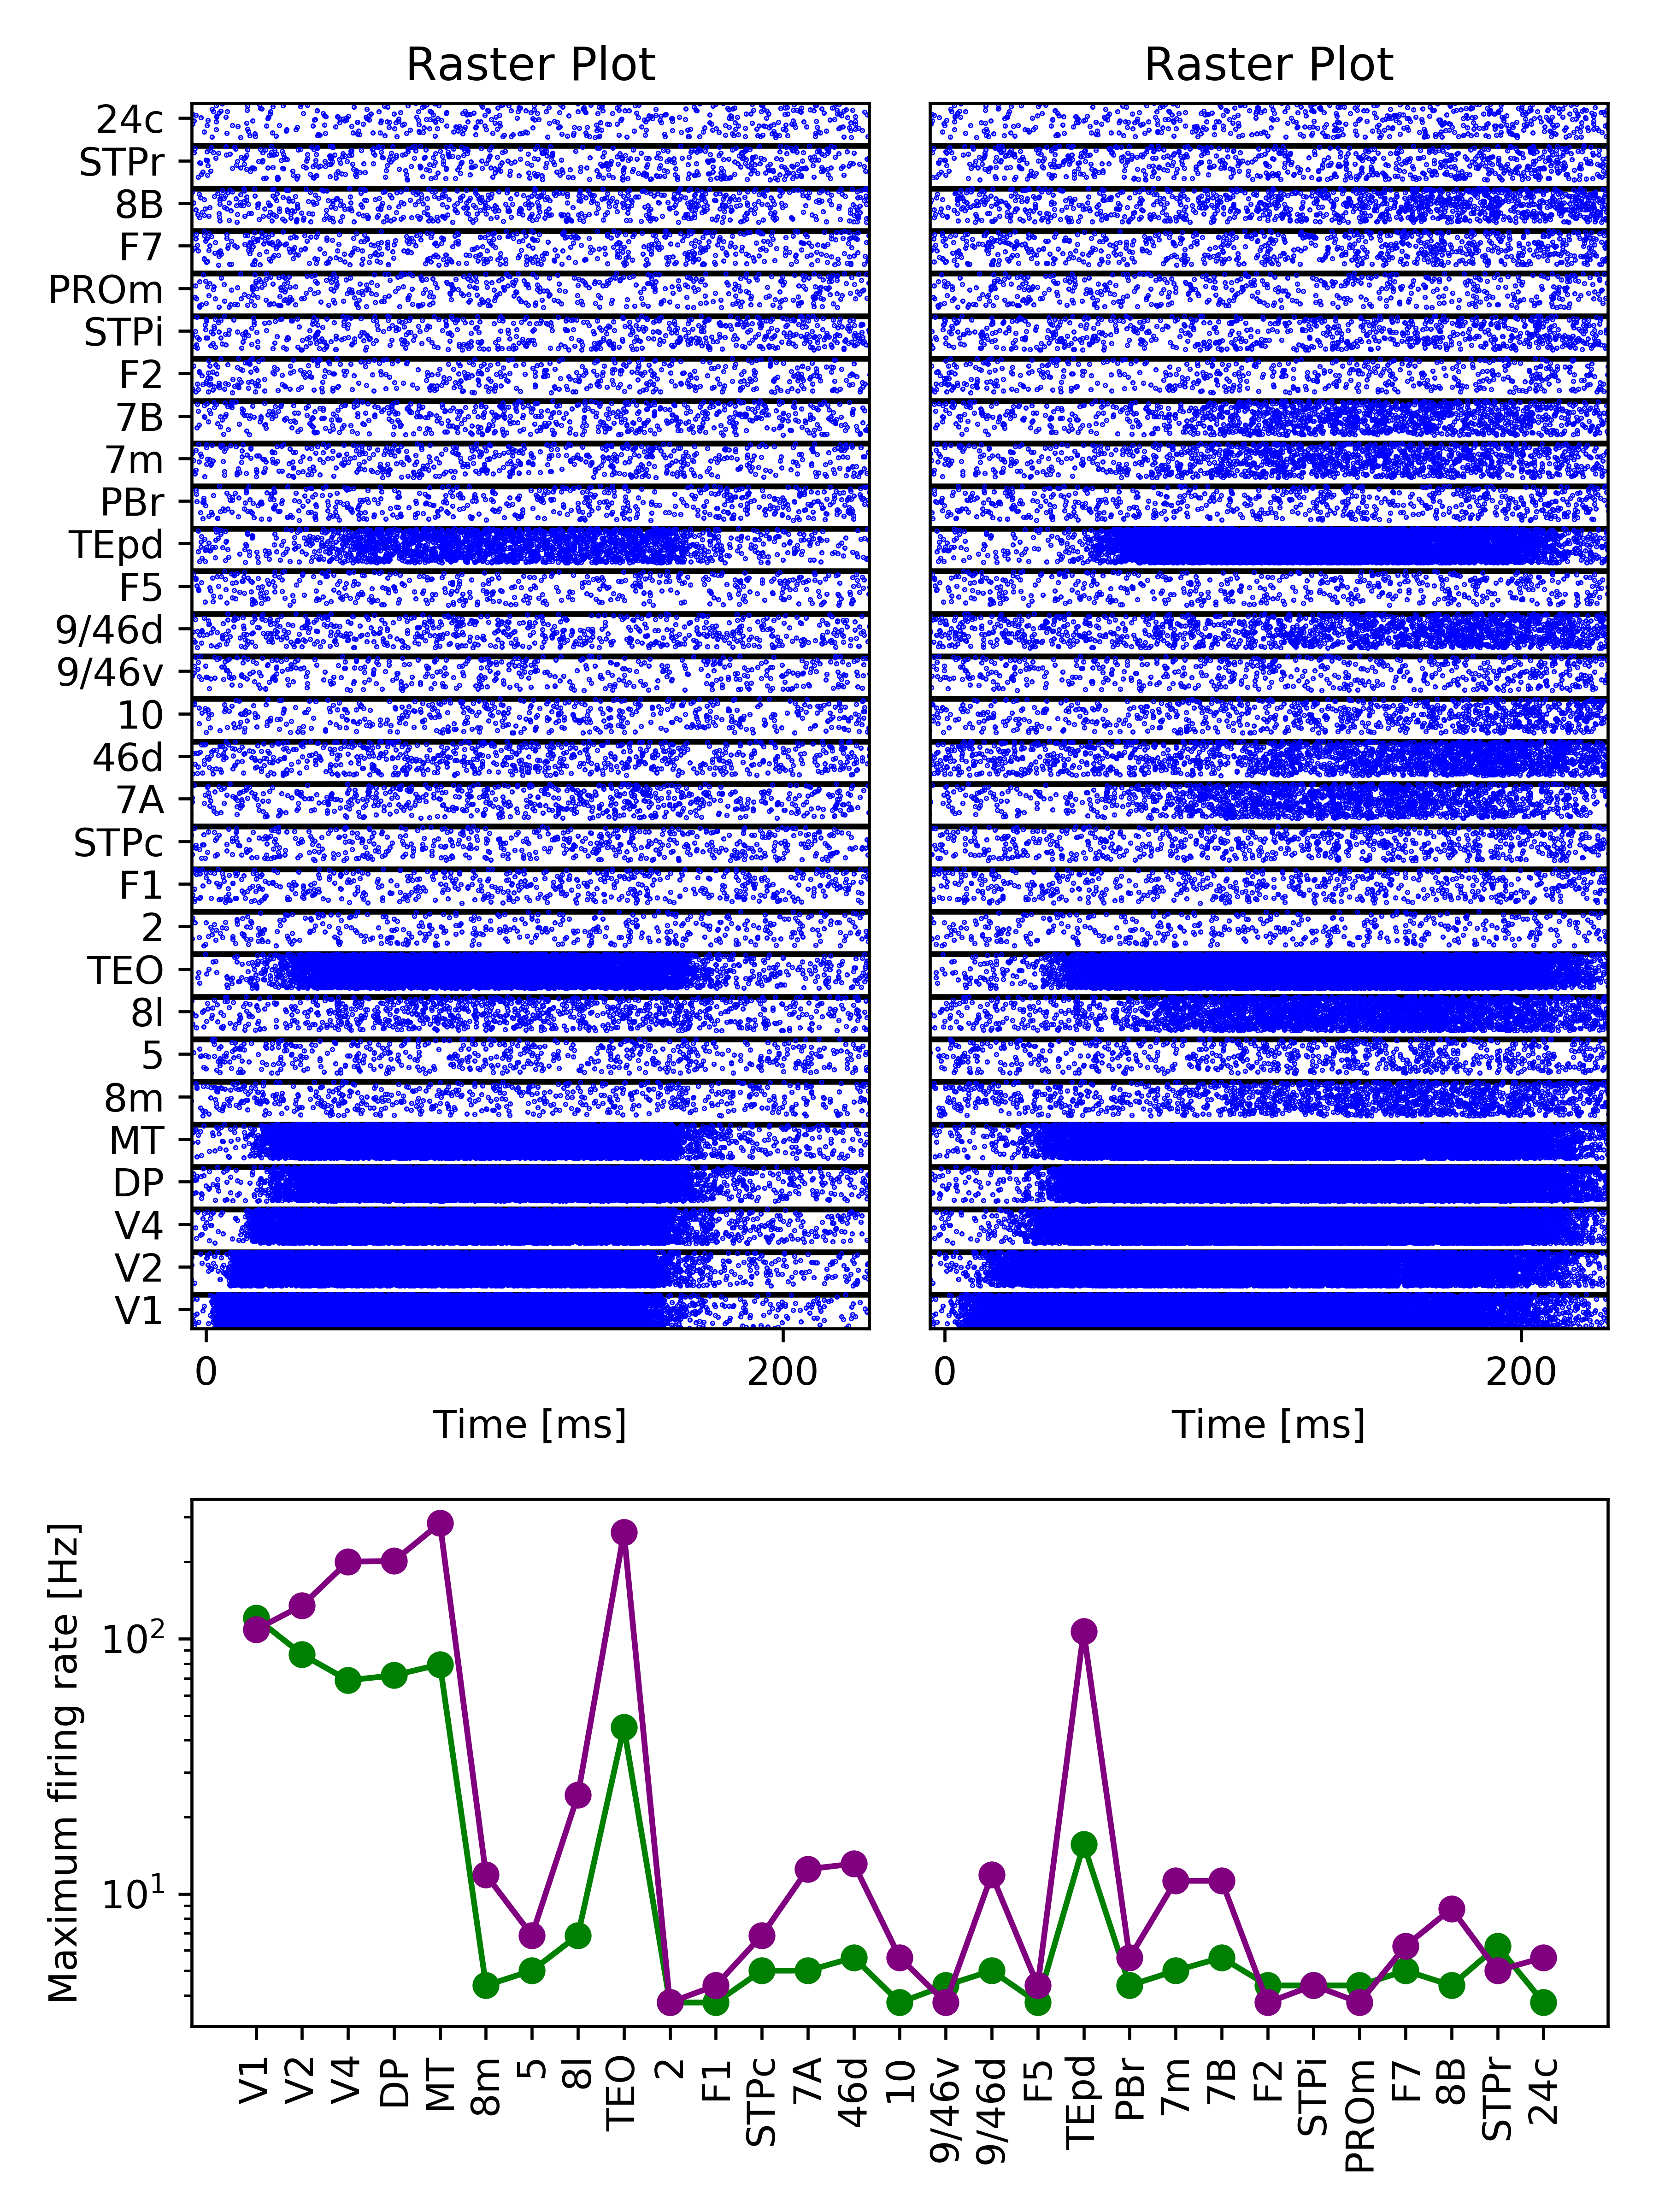 Raster Plot
Raster Plot
24c
STPr
8B
F7
PROm
STPi
F2
7B
7m
PBr
TEpd
F5
9/46d
9/46v
10
46d
7A
STPc
F1
2
TEO
8l
5
8m
MT
DP
V4
V2
V1
0
200
0
200
Time [ms]
Time [ms]
Maximum firing rate [Hz]
10²
10¹
V1
V2
V4
DP
MT
8m
5
8l
TEO
2
F1
STPc
7A
46d
10
9/46v
9/46d
F5
TEpd
PBr
7m
7B
F2
STPi
PROm
F7
8B
STPr
24c